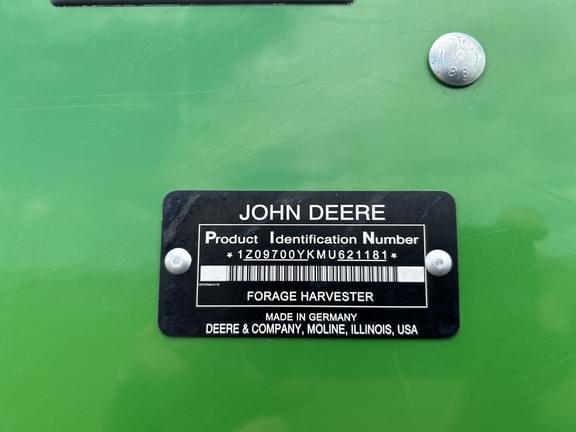 JOHN DEERE
Product Identification Number
*1Z09700YKMU621181*
FORAGE HARVESTER
MADE IN GERMANY
DEERE & COMPANY, MOLINE, ILLINOIS, USA